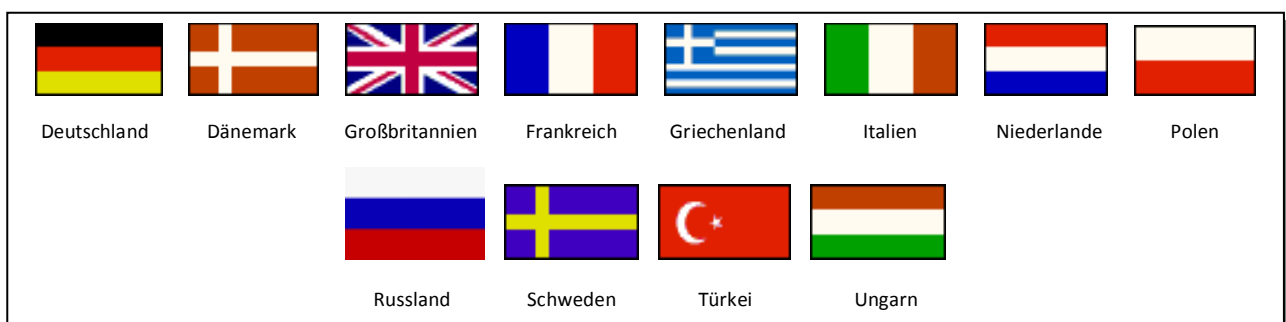 Deutschland Dänemark Großbritannien Frankreich Griechenland Italien Niederlande Polen
Russland Schweden Türkei Ungarn